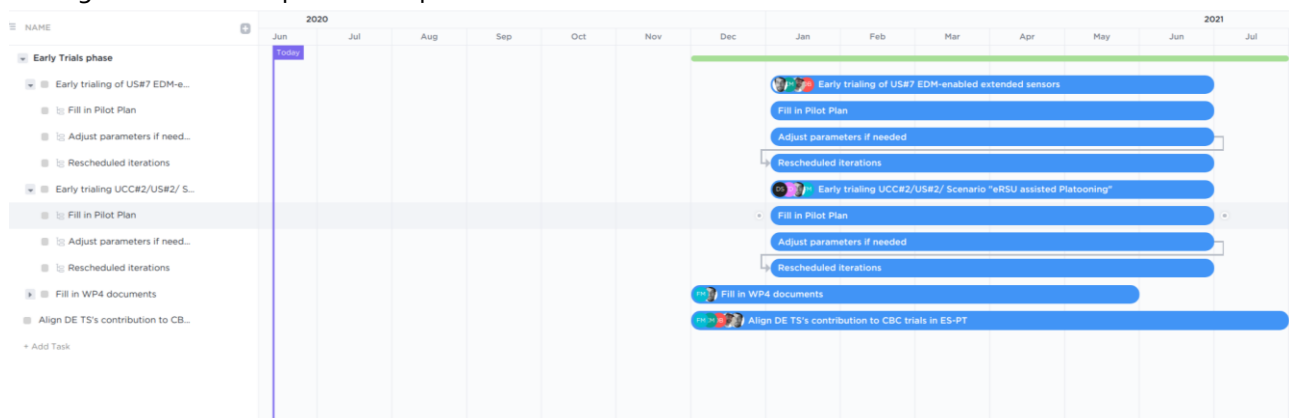 2020 2021
NAME
Jun Jul Aug Sep Oct Nov Dec Jan Feb Mar Apr May Jun Jul
Today
Early Trials phase
Early trialing of US#7 EDM-e... Early trialing of US#7 EDM-enabled extended sensors
Fill in Pilot Plan Fill in Pilot Plan
Adjust parameters if need... Adjust parameters if needed
Rescheduled iterations Rescheduled iterations
Early trialing UCC#2/US#2/ S... DS Early trialing UCC#2/US#2/ Scenario "eRSU assisted Platooning"
Fill in Pilot Plan Fill in Pilot Plan
Adjust parameters if need... Adjust parameters if needed
Rescheduled iterations Rescheduled iterations
Fill in WP4 documents FM Fill in WP4 documents
Align DE TS's contribution to CB... FM Align DE TS's contribution to CBC trials in ES-PT
+ Add Task